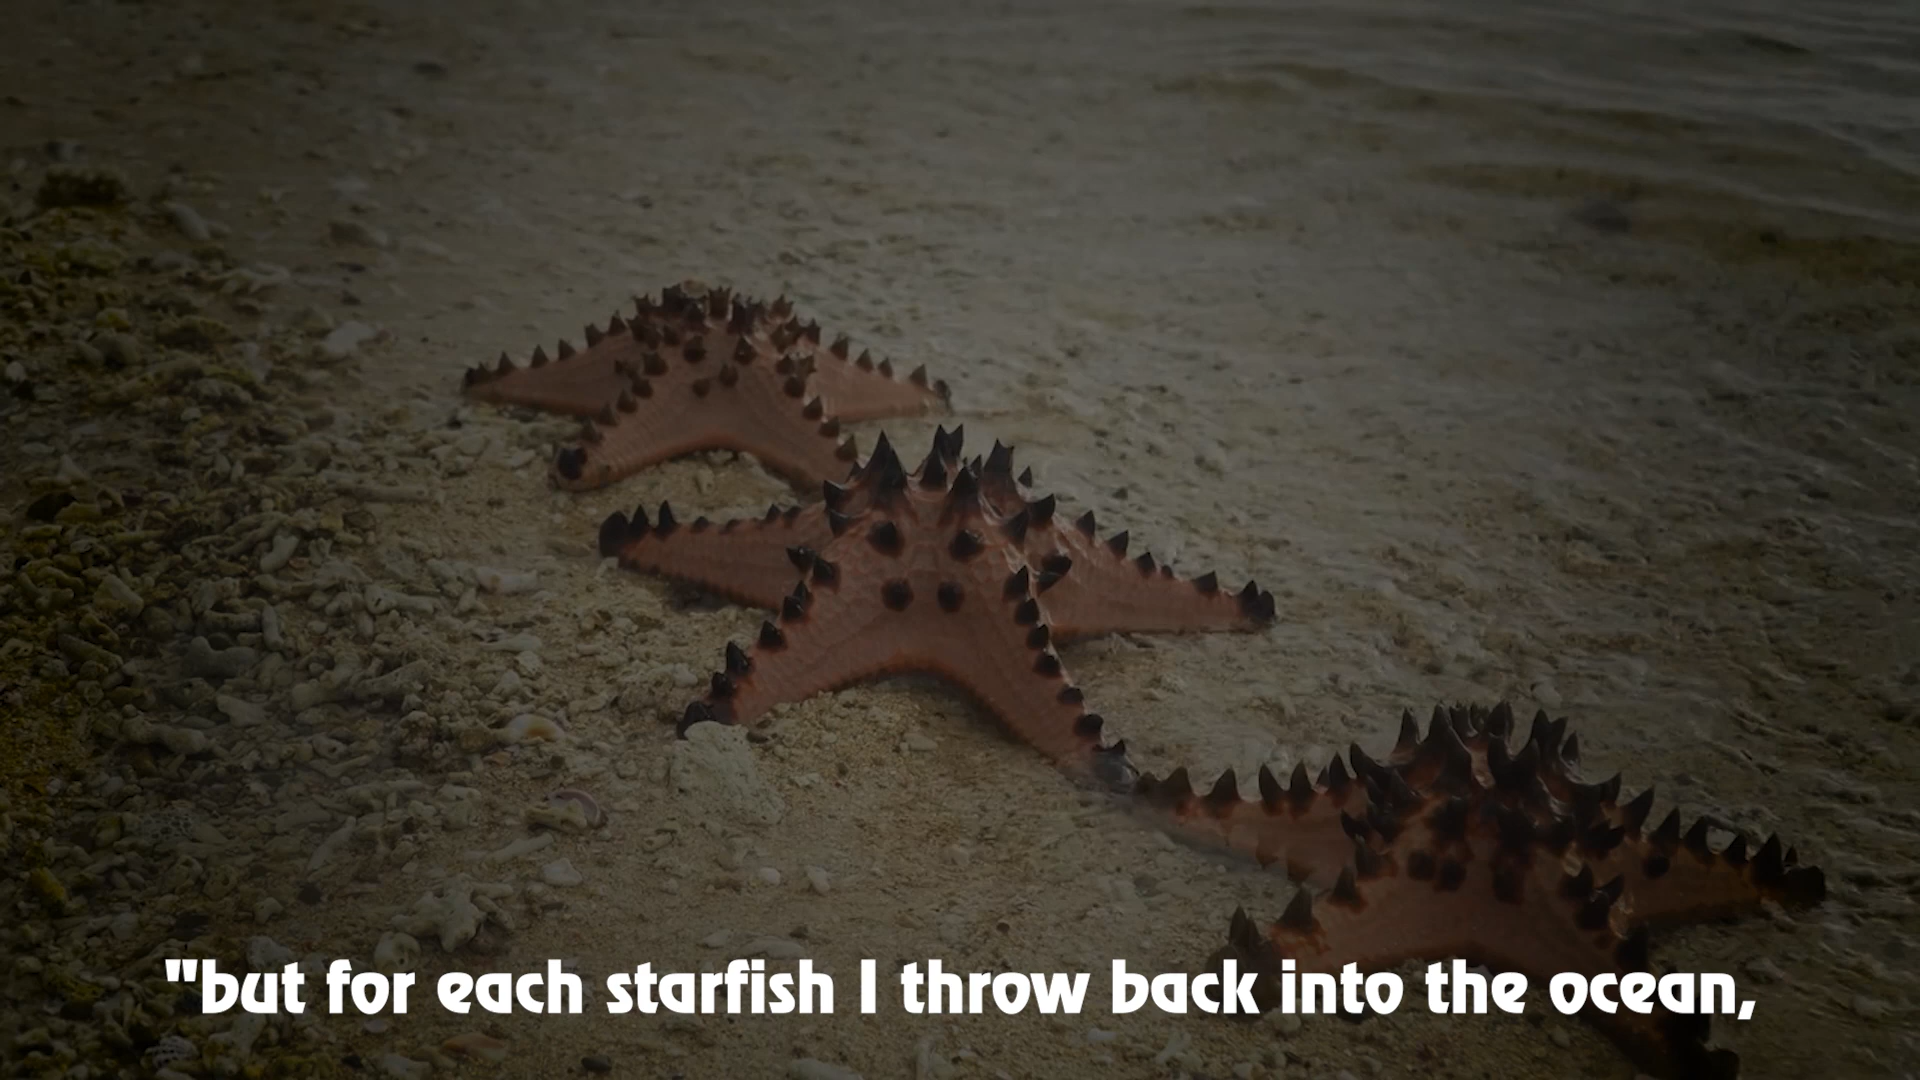 "but for each starfish I throw back into the ocean,